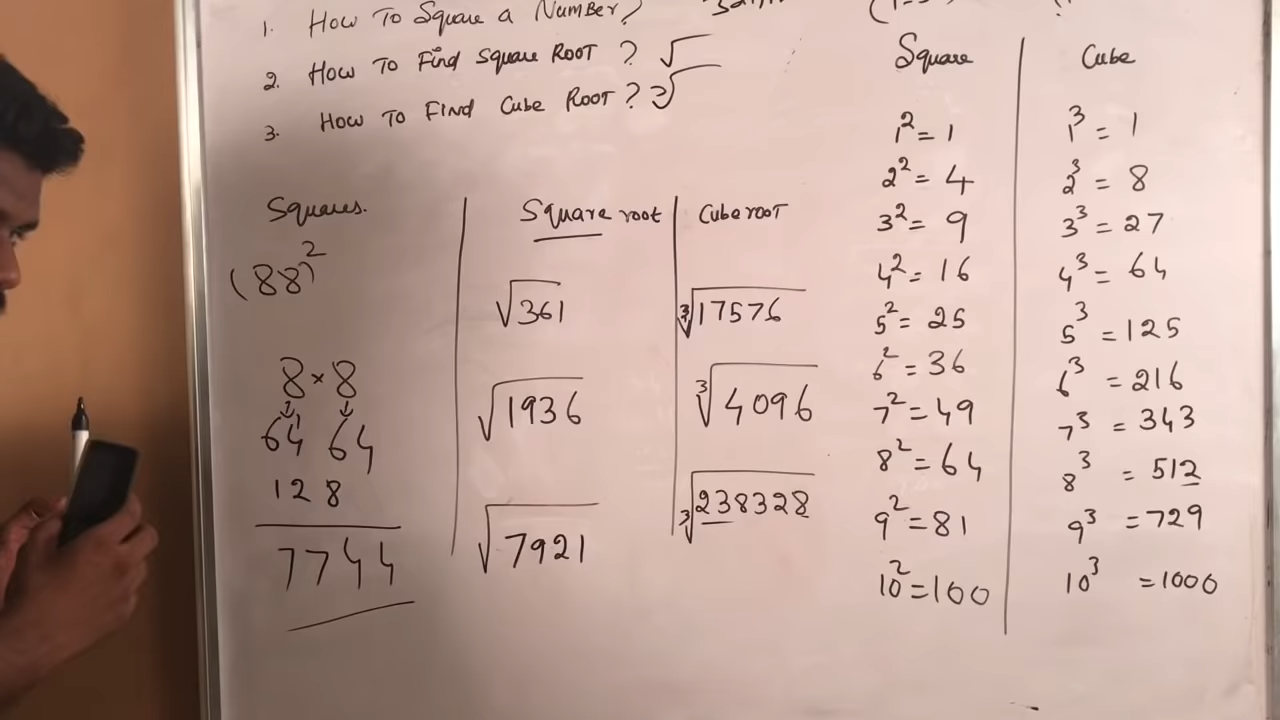 1. How To Square a Number?
2. How To Find Square Root ? √
3. How To Find Cube Root ? ∛
Squares.
(88)²
8 × 8
64 64
128
7744
Square root
√361
√1936
√7921
Cube root
∛17576
∛4096
∛238328
Square
1² = 1
2² = 4
3² = 9
4² = 16
5² = 25
6² = 36
7² = 49
8² = 64
9² = 81
10² = 100
Cube
1³ = 1
2³ = 8
3³ = 27
4³ = 64
5³ = 125
6³ = 216
7³ = 343
8³ = 512
9³ = 729
10³ = 1000